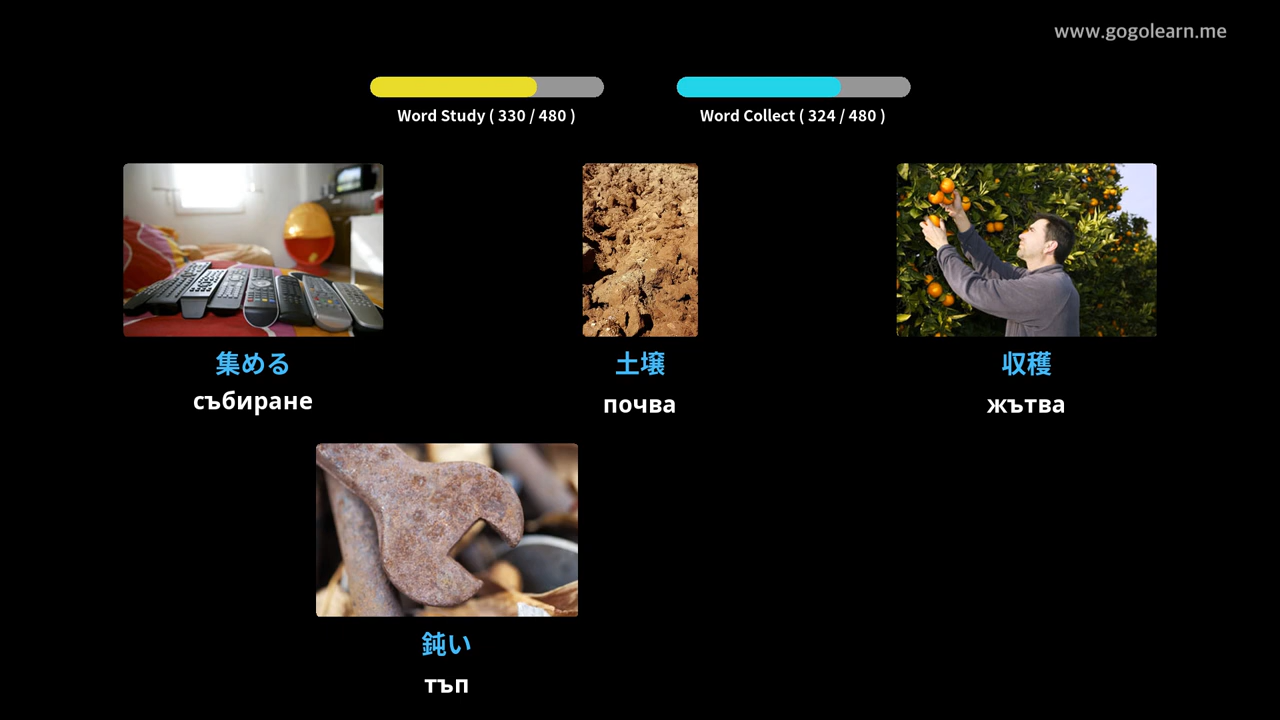 www.gogolearn.me
Word Study ( 330 / 480 )
Word Collect ( 324 / 480 )
集める
събиране
土壌
почва
収穫
жътва
鈍い
тъп